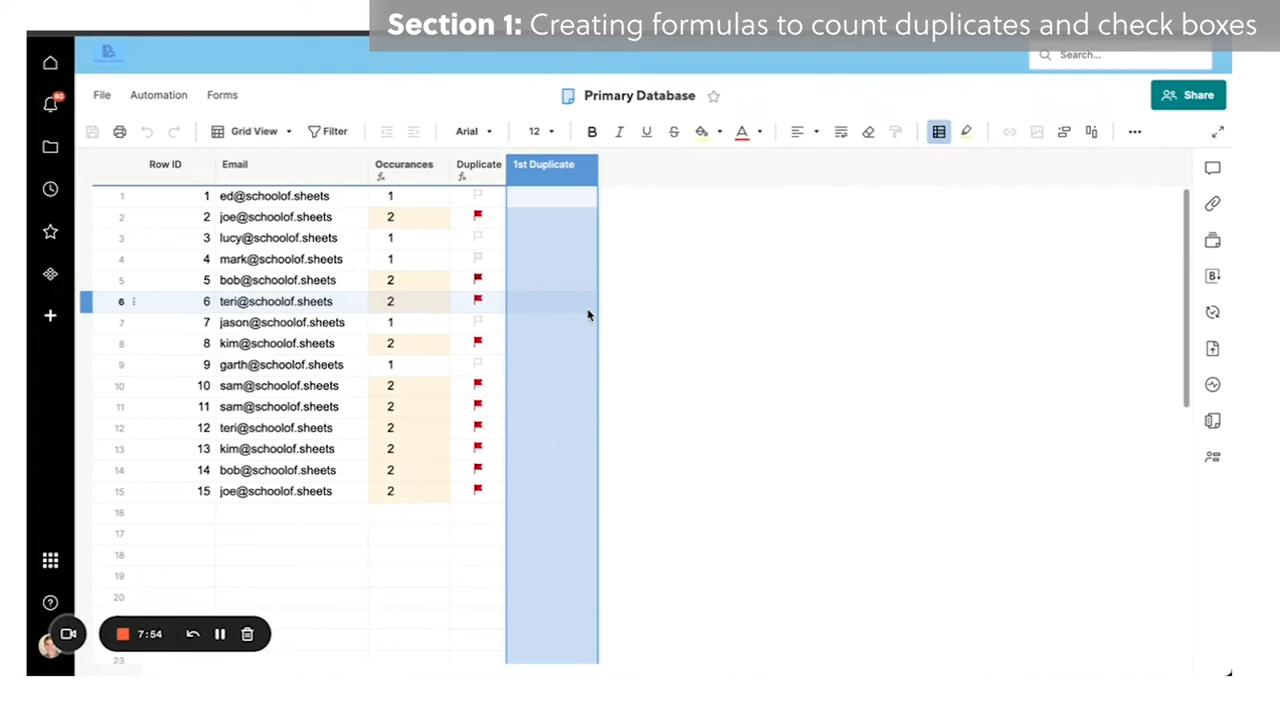 Section 1: Creating formulas to count duplicates and check boxes
Search...
File Automation Forms Primary Database Share
80
Grid View Filter Arial 12 B I U S A
Row ID Email Occurances Duplicate 1st Duplicate
fx fx
1 1 ed@schoolof.sheets 1
2 2 joe@schoolof.sheets 2
3 3 lucy@schoolof.sheets 1
4 4 mark@schoolof.sheets 1
5 5 bob@schoolof.sheets 2
6 6 teri@schoolof.sheets 2
7 7 jason@schoolof.sheets 1
8 8 kim@schoolof.sheets 2
9 9 garth@schoolof.sheets 1
10 10 sam@schoolof.sheets 2
11 11 sam@schoolof.sheets 2
12 12 teri@schoolof.sheets 2
13 13 kim@schoolof.sheets 2
14 14 bob@schoolof.sheets 2
15 15 joe@schoolof.sheets 2
16
17
18
19
20
7:54
23